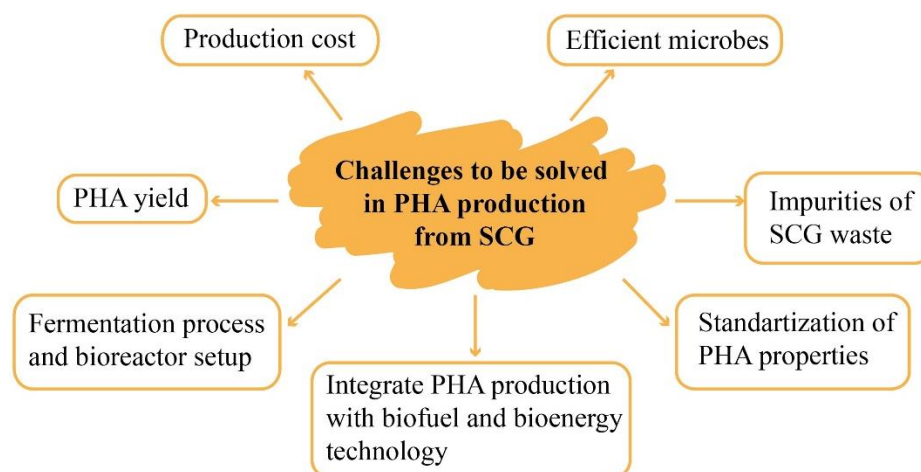 Production cost
Efficient microbes
Challenges to be solved
in PHA production
from SCG
PHA yield
Impurities of
SCG waste
Fermentation process
and bioreactor setup
Standartization of
PHA properties
Integrate PHA production
with biofuel and bioenergy
technology